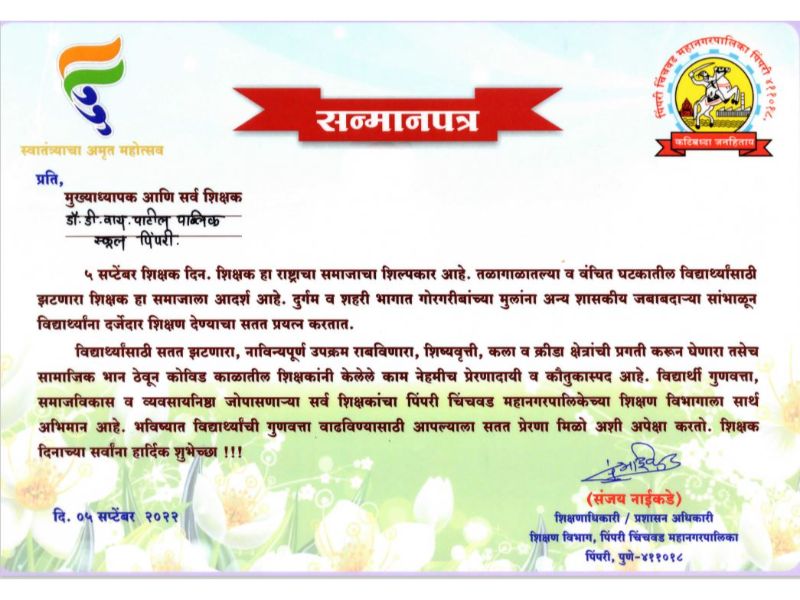 स्वातंत्र्याचा अमृत महोत्सव
सन्मानपत्र
पिंपरी चिंचवड महानगरपालिका पिंपरी ४११०१८.
कटिबध्दा जनहिताय
प्रति,
मुख्याध्यापक आणि सर्व शिक्षक
डॉ.डी.वाय.पाटील पाब्लिक
स्कूल पिंपरी.
५ सप्टेंबर शिक्षक दिन. शिक्षक हा राष्ट्राचा समाजाचा शिल्पकार आहे. तळागाळातल्या व वंचित घटकातील विद्यार्थ्यांसाठी
झटणारा शिक्षक हा समाजाला आदर्श आहे. दुर्गम व शहरी भागात गोरगरीबांच्या मुलांना अन्य शासकीय जबाबदाऱ्या सांभाळून
विद्यार्थ्यांना दर्जेदार शिक्षण देण्याचा सतत प्रयत्न करतात.
विद्यार्थ्यांसाठी सतत झटणारा, नाविन्यपूर्ण उपक्रम राबविणारा, शिष्यवृत्ती, कला व क्रीडा क्षेत्रांची प्रगती करून घेणारा तसेच
सामाजिक भान ठेवून कोविड काळातील शिक्षकांनी केलेले काम नेहमीच प्रेरणादायी व कौतुकास्पद आहे. विद्यार्थी गुणवत्ता,
समाजविकास व व्यवसायनिष्ठा जोपासणाऱ्या सर्व शिक्षकांचा पिंपरी चिंचवड महानगरपालिकेच्या शिक्षण विभागाला सार्थ
अभिमान आहे. भविष्यात विद्यार्थ्यांची गुणवत्ता वाढविण्यासाठी आपल्याला सतत प्रेरणा मिळो अशी अपेक्षा करतो. शिक्षक
दिनाच्या सर्वांना हार्दिक शुभेच्छा !!!
(संजय नाईकडे)
दि. ०५ सप्टेंबर २०२२
शिक्षणाधिकारी / प्रशासन अधिकारी
शिक्षण विभाग, पिंपरी चिंचवड महानगरपालिका
पिंपरी, पुणे-४११०१८